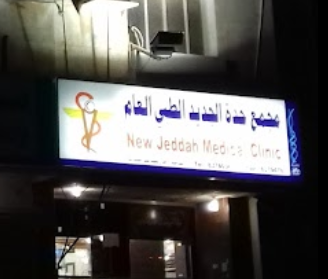 مجمع جدة الجديد الطبي العام
New Jeddah Medical Clinic